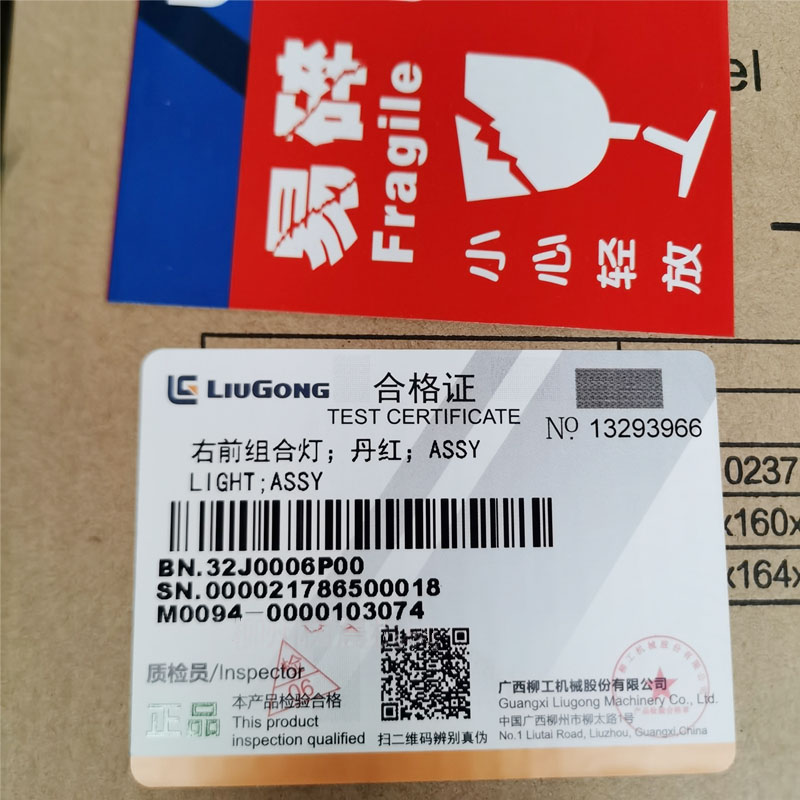 易碎
Fragile
小心轻放
el
LIUGONG
合格证
TEST CERTIFICATE
№ 13293966
右前组合灯；丹红；ASSY
LIGHT;ASSY
BN.32J0006P00
SN.000021786500018
M0094-0000103074
0237
x160x
x164x
质检员/Inspector
检
06
正品
本产品检验合格
This product
inspection qualified
扫二维码辨别真伪
广西柳工机械股份有限公司
Guangxi Liugong Machinery Co., Ltd.
中国广西柳州市柳太路1号
No.1 Liutai Road, Liuzhou, Guangxi,China